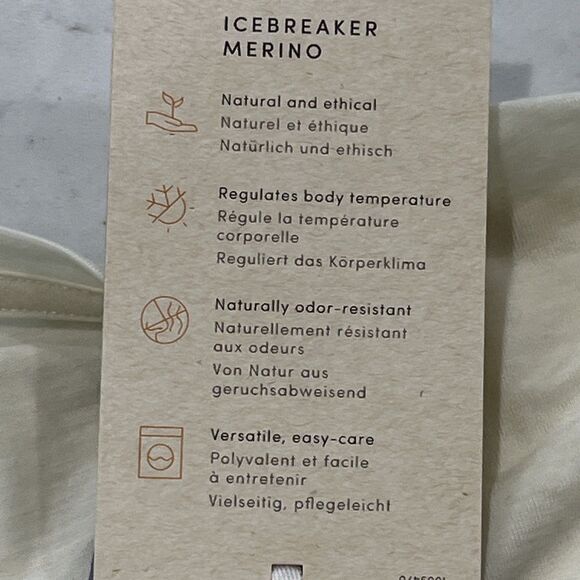 ICEBREAKER
MERINO
Natural and ethical
Naturel et éthique
Natürlich und ethisch
Regulates body temperature
Régule la température
corporelle
Reguliert das Körperklima
Naturally odor-resistant
Naturellement résistant
aux odeurs
Von Natur aus
geruchsabweisend
Versatile, easy-care
Polyvalent et facile
à entretenir
Vielseitig, pflegeleicht